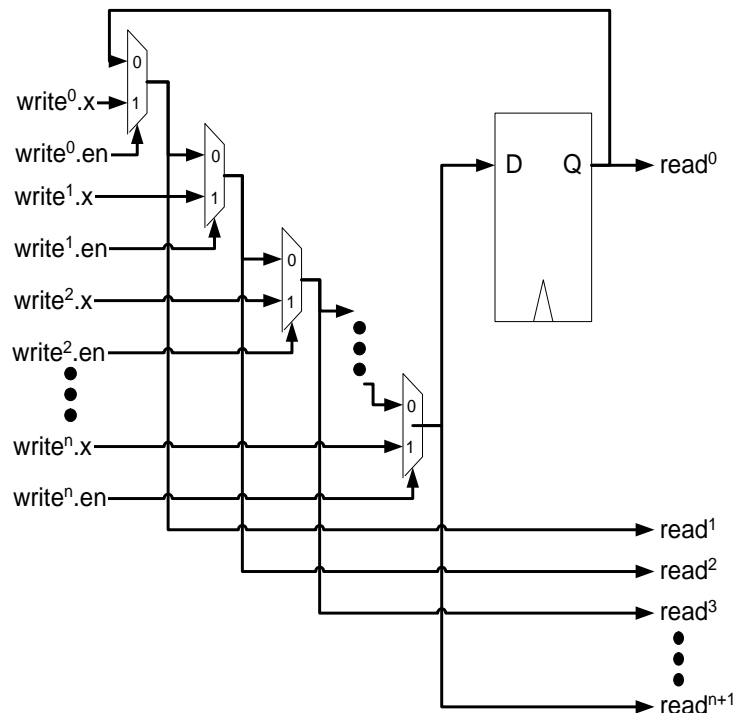 0
write⁰.x
1
write⁰.en
0
write¹.x
1
write¹.en
0
write².x
1
write².en
0
writeⁿ.x
1
writeⁿ.en
D Q
read⁰
read¹
read²
read³
readⁿ⁺¹